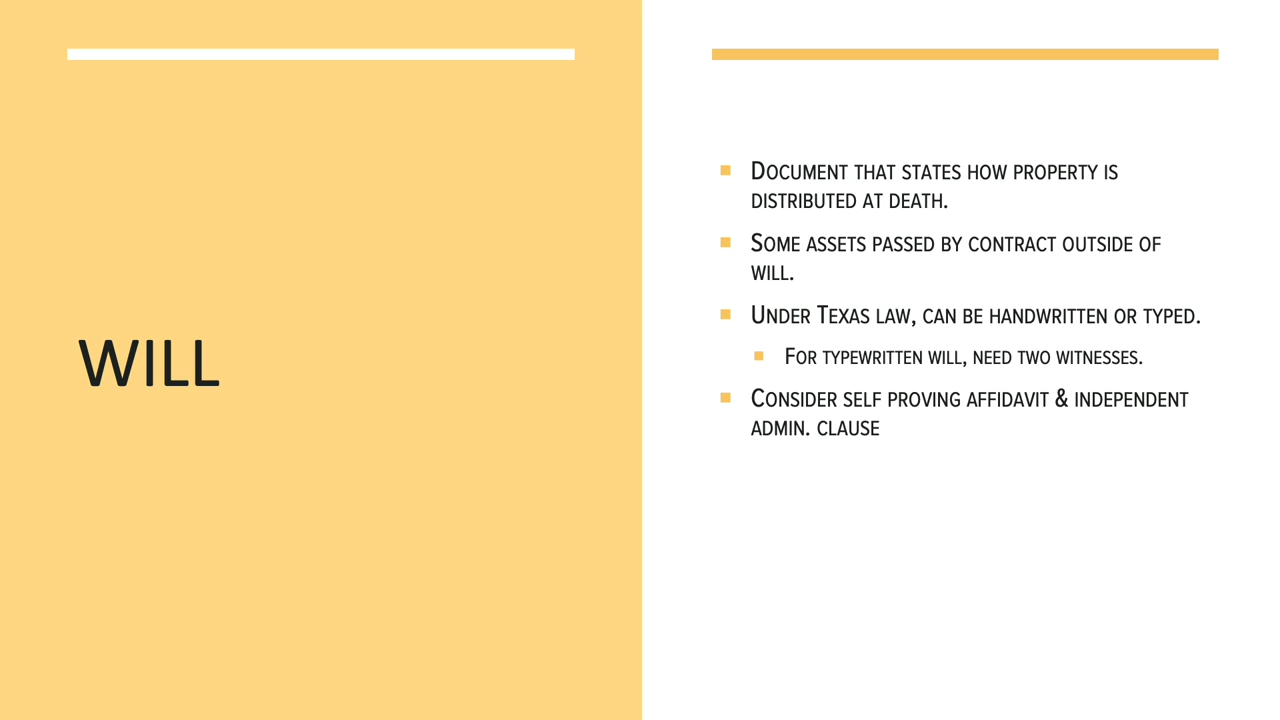 WILL
Document that states how property is
distributed at death.
Some assets passed by contract outside of
will.
Under Texas law, can be handwritten or typed.
For typewritten will, need two witnesses.
Consider self proving affidavit & independent
admin. clause